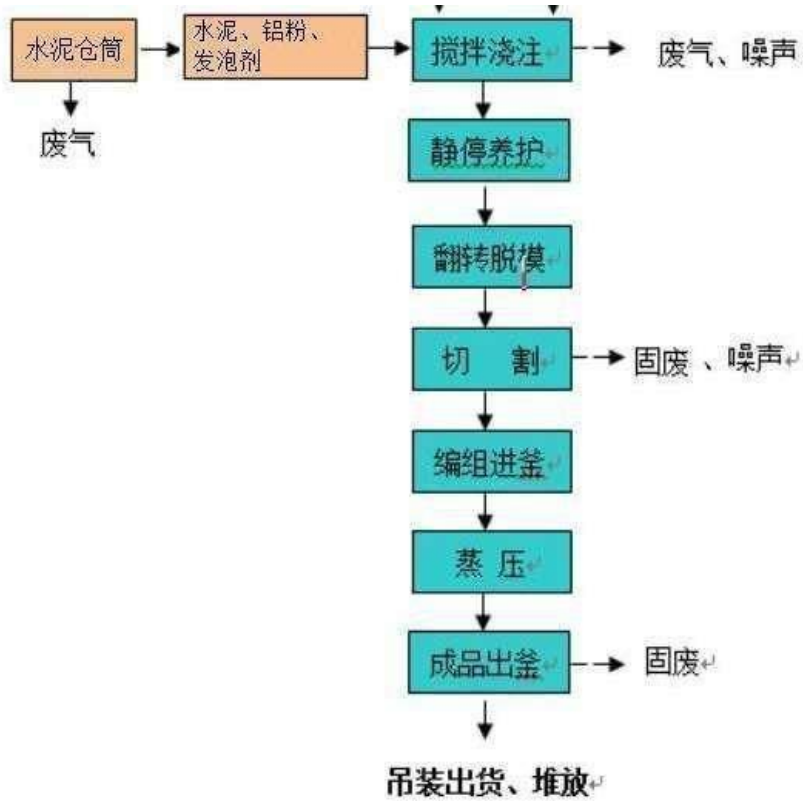 水泥仓筒
水泥、铝粉、
发泡剂
搅拌浇注
废气、噪声
废气
静停养护
翻转脱模
切 割
固废 、噪声
编组进釜
蒸 压
成品出釜
固废
吊装出货、堆放